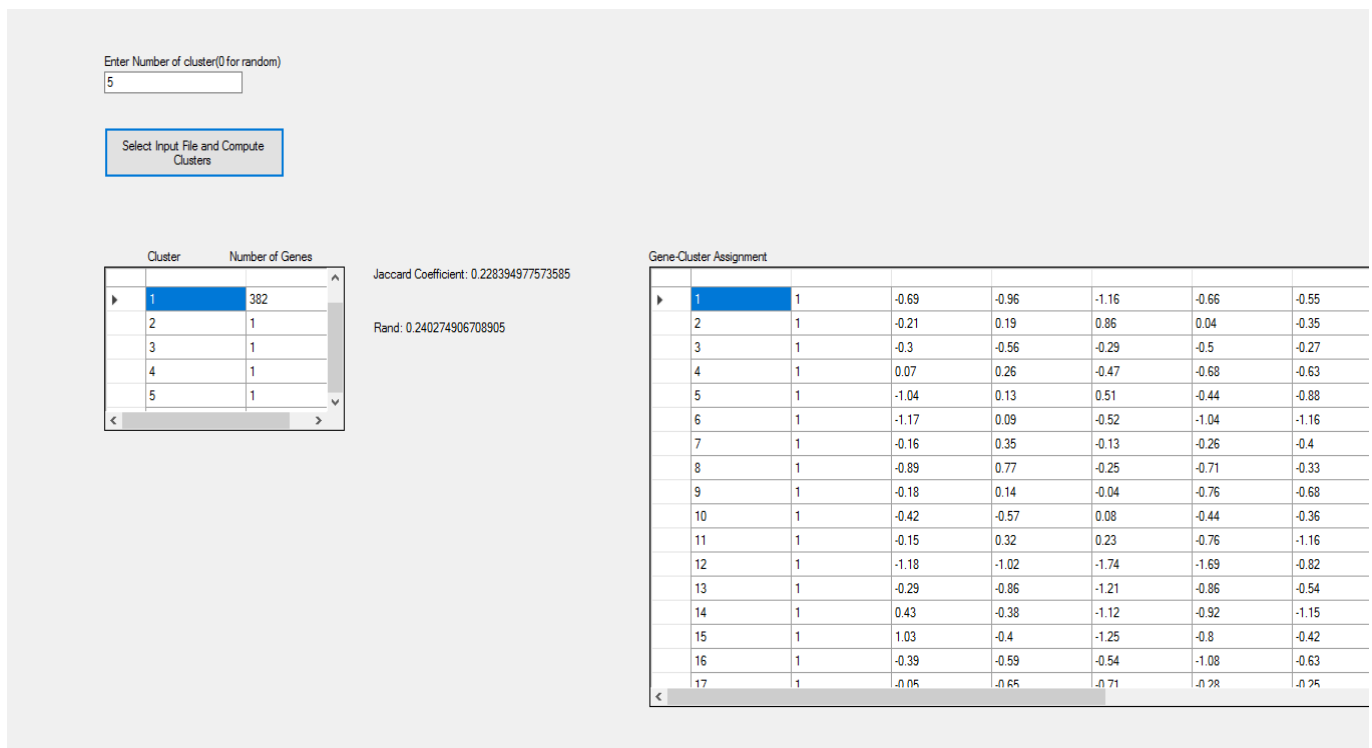 Enter Number of cluster(0 for random)
5
Select Input File and Compute
Clusters
Cluster Number of Genes
1 382
2 1
3 1
4 1
5 1
Jaccard Coefficient: 0.228394977573585
Rand: 0.240274906708905
Gene-Cluster Assignment
1 1 -0.69 -0.96 -1.16 -0.66 -0.55
2 1 -0.21 0.19 0.86 0.04 -0.35
3 1 -0.3 -0.56 -0.29 -0.5 -0.27
4 1 0.07 0.26 -0.47 -0.68 -0.63
5 1 -1.04 0.13 0.51 -0.44 -0.88
6 1 -1.17 0.09 -0.52 -1.04 -1.16
7 1 -0.16 0.35 -0.13 -0.26 -0.4
8 1 -0.89 0.77 -0.25 -0.71 -0.33
9 1 -0.18 0.14 -0.04 -0.76 -0.68
10 1 -0.42 -0.57 0.08 -0.44 -0.36
11 1 -0.15 0.32 0.23 -0.76 -1.16
12 1 -1.18 -1.02 -1.74 -1.69 -0.82
13 1 -0.29 -0.86 -1.21 -0.86 -0.54
14 1 0.43 -0.38 -1.12 -0.92 -1.15
15 1 1.03 -0.4 -1.25 -0.8 -0.42
16 1 -0.39 -0.59 -0.54 -1.08 -0.63
17 1 -0.05 -0.65 -0.71 -0.28 -0.25